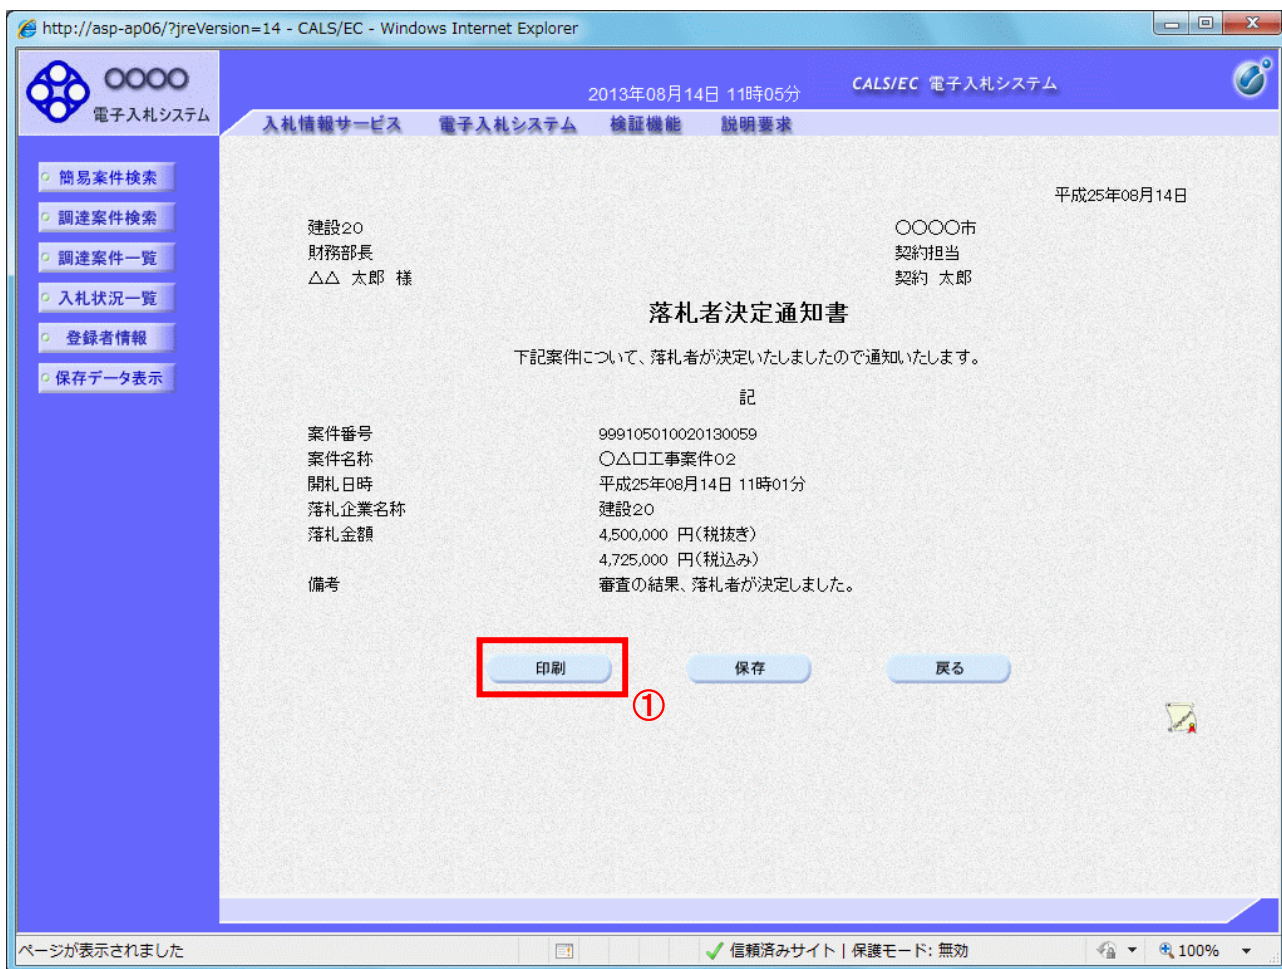 http://asp-ap06/?jreVersion=14 - CALS/EC - Windows Internet Explorer
〇〇〇〇
電子入札システム
2013年08月14日 11時05分
CALS/EC 電子入札システム
入札情報サービス 電子入札システム 検証機能 説明要求
簡易案件検索
調達案件検索
調達案件一覧
入札状況一覧
登録者情報
保存データ表示
平成25年08月14日
建設20 〇〇〇〇市
財務部長 契約担当
△△ 太郎 様 契約 太郎
落札者決定通知書
下記案件について、落札者が決定いたしましたので通知いたします。
記
案件番号 999105010020130059
案件名称 〇△口工事案件02
開札日時 平成25年08月14日 11時01分
落札企業名称 建設20
落札金額 4,500,000 円(税抜き)
4,725,000 円(税込み)
備考 審査の結果、落札者が決定しました。
印刷 保存 戻る
①
ページが表示されました 信頼済みサイト | 保護モード: 無効 100%